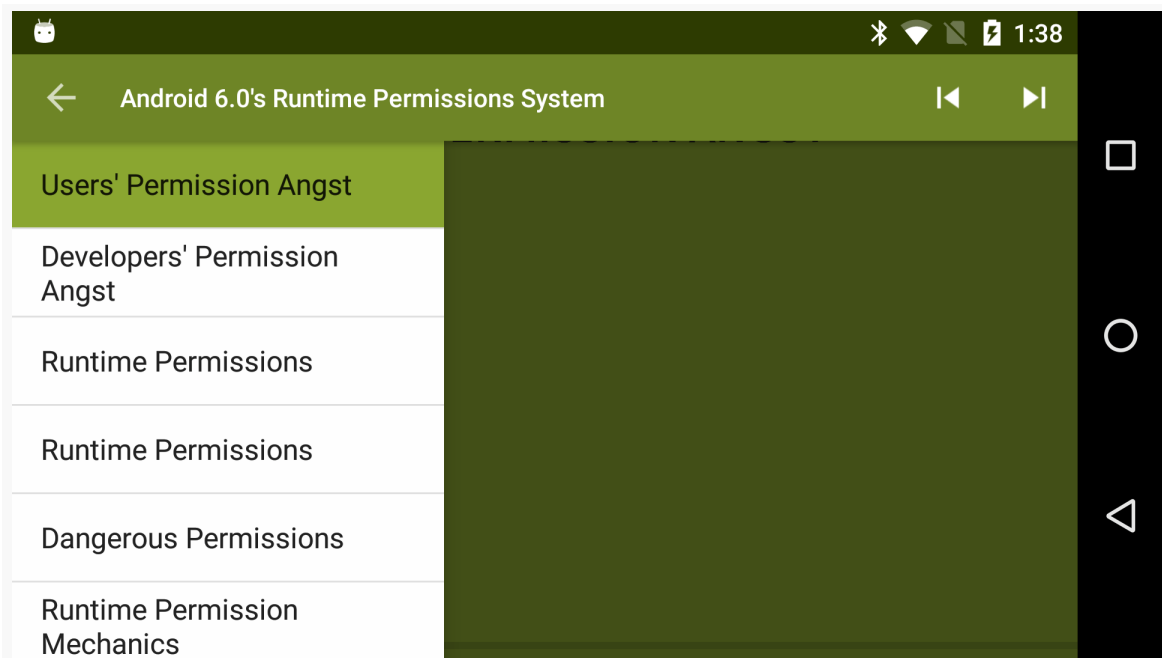 1:38
Android 6.0's Runtime Permissions System
Users' Permission Angst
Developers' Permission
Angst
Runtime Permissions
Runtime Permissions
Dangerous Permissions
Runtime Permission
Mechanics